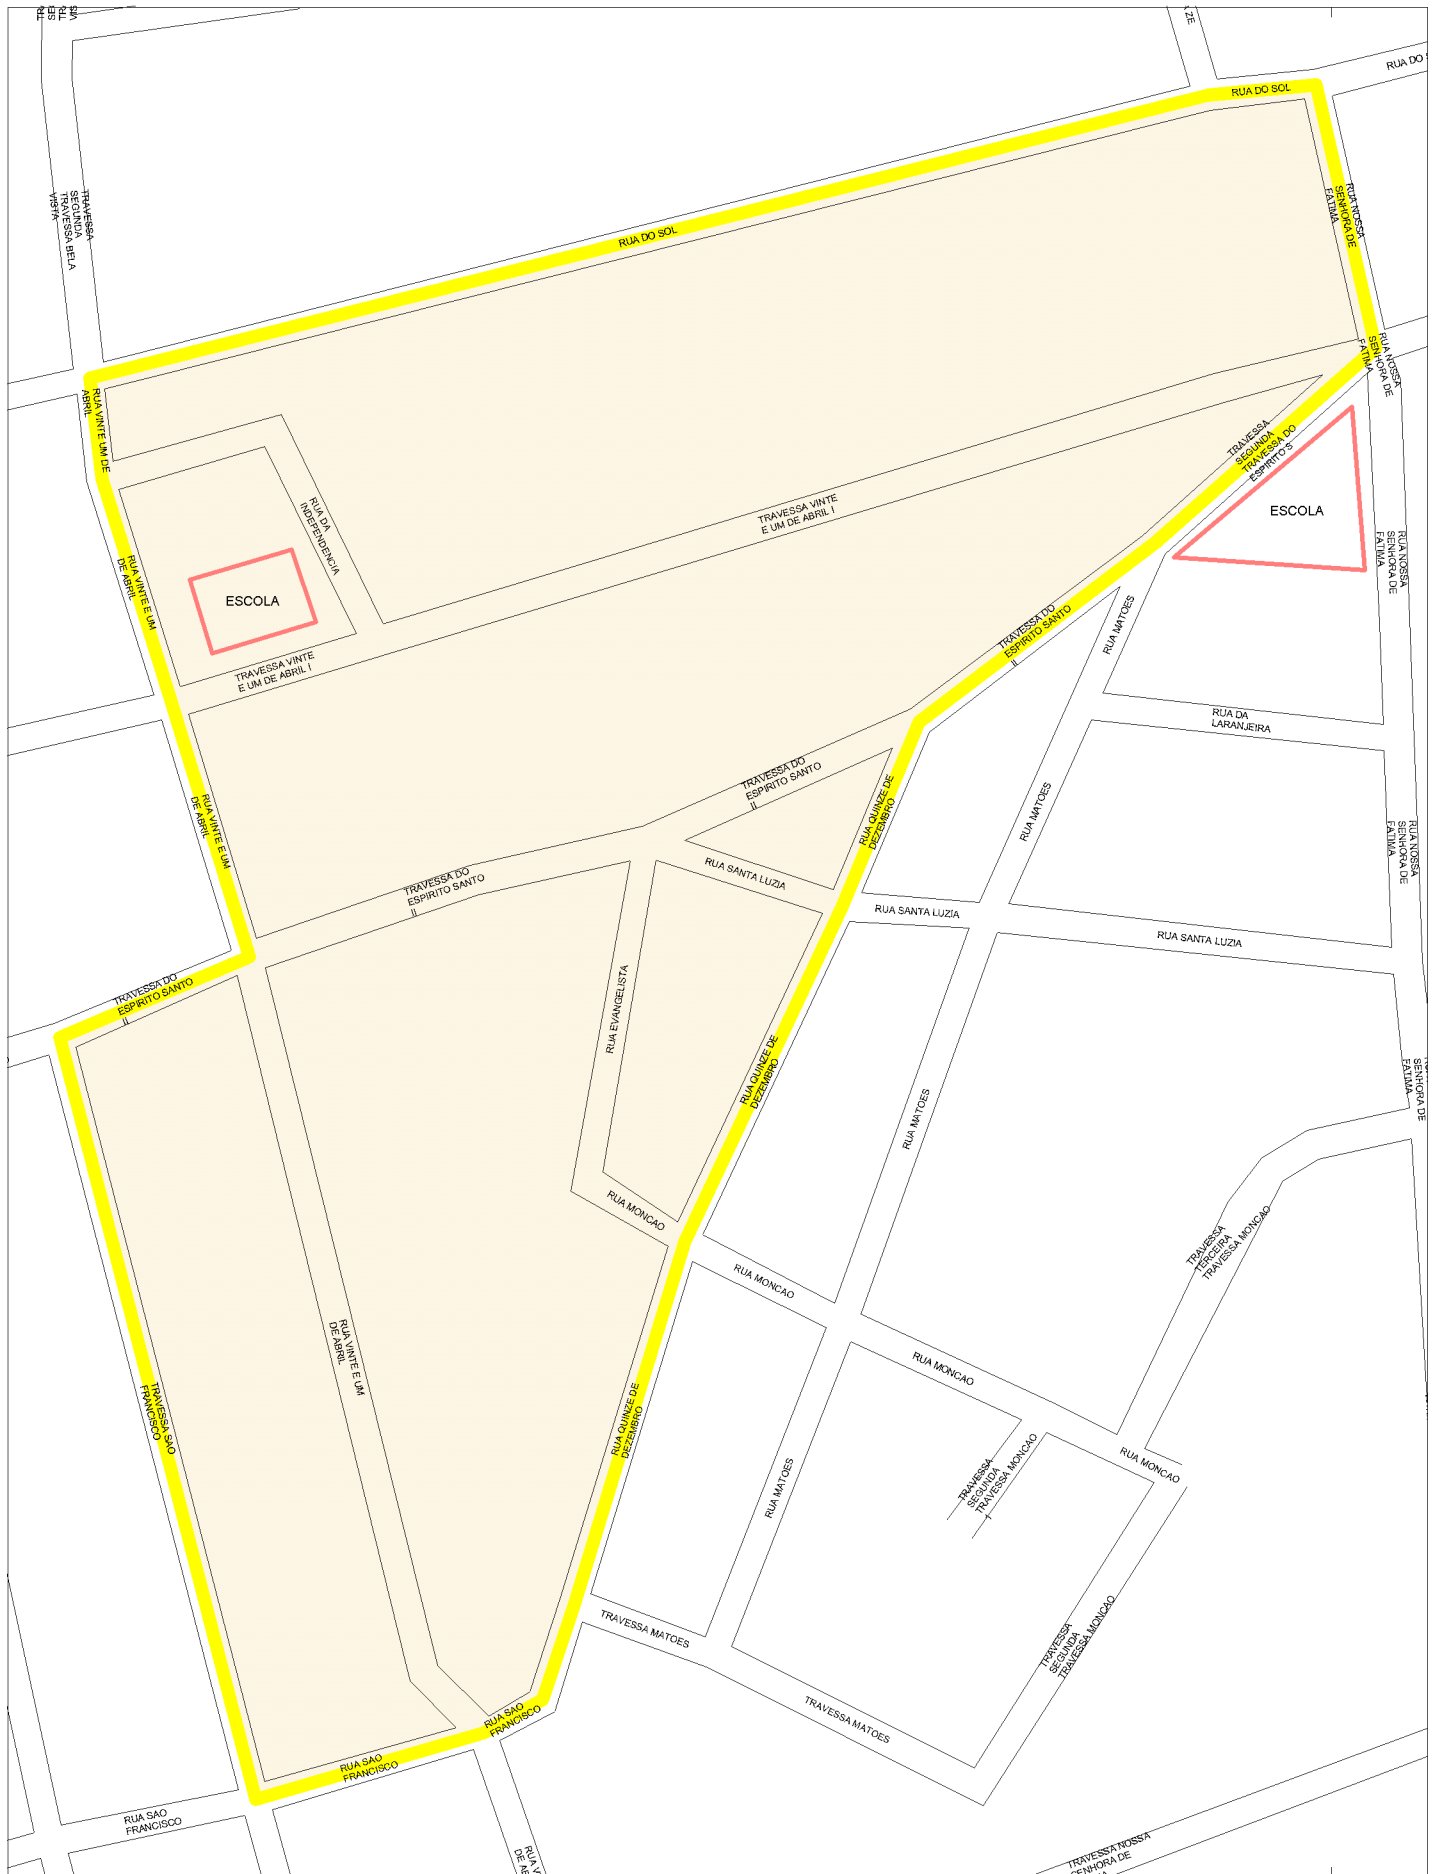 RUA DO SOL
RUA DO SOL
RUA DO SOL
TRAVESSA
SEGUNDA
TRAVESSA BELA
VISTA
RUA NOSSA
SENHORA DE
FATIMA
RUA NOSSA
SENHORA DE
FATIMA
RUA VINTE UM DE
ABRIL
RUA DA
INDEPENDENCIA
TRAVESSA VINTE
E UM DE ABRIL I
TRAVESSA
SEGUNDA
TRAVESSA DO
ESPIRITO S
ESCOLA
RUA VINTE E UM
DE ABRIL
ESCOLA
RUA NOSSA
SENHORA DE
FATIMA
TRAVESSA VINTE
E UM DE ABRIL I
TRAVESSA DO
ESPIRITO SANTO
II
RUA MATOES
RUA DA
LARANJEIRA
TRAVESSA DO
ESPIRITO SANTO
II
RUA QUINZE DE
DEZEMBRO
RUA MATOES
RUA VINTE E UM
DE ABRIL
RUA NOSSA
SENHORA DE
FATIMA
TRAVESSA DO
ESPIRITO SANTO
II
RUA SANTA LUZIA
RUA SANTA LUZIA
RUA SANTA LUZIA
TRAVESSA DO
ESPIRITO SANTO
II
RUA EVANGELISTA
RUA QUINZE DE
DEZEMBRO
RUA MATOES
SENHORA DE
FATIMA
RUA MONCAO
TRAVESSA
TERCEIRA
TRAVESSA MONCAO
RUA MONCAO
RUA VINTE E UM
DE ABRIL
RUA MONCAO
TRAVESSA SAO
FRANCISCO
RUA QUINZE DE
DEZEMBRO
RUA MONCAO
RUA MATOES
TRAVESSA
SEGUNDA
TRAVESSA MONCAO
I
TRAVESSA MATOES
TRAVESSA
SEGUNDA
TRAVESSA MONCAO
RUA SAO
FRANCISCO
TRAVESSA MATOES
RUA SAO
FRANCISCO
RUA SAO
FRANCISCO
RUA V
DE AB
TRAVESSA NOSSA
SENHORA DE